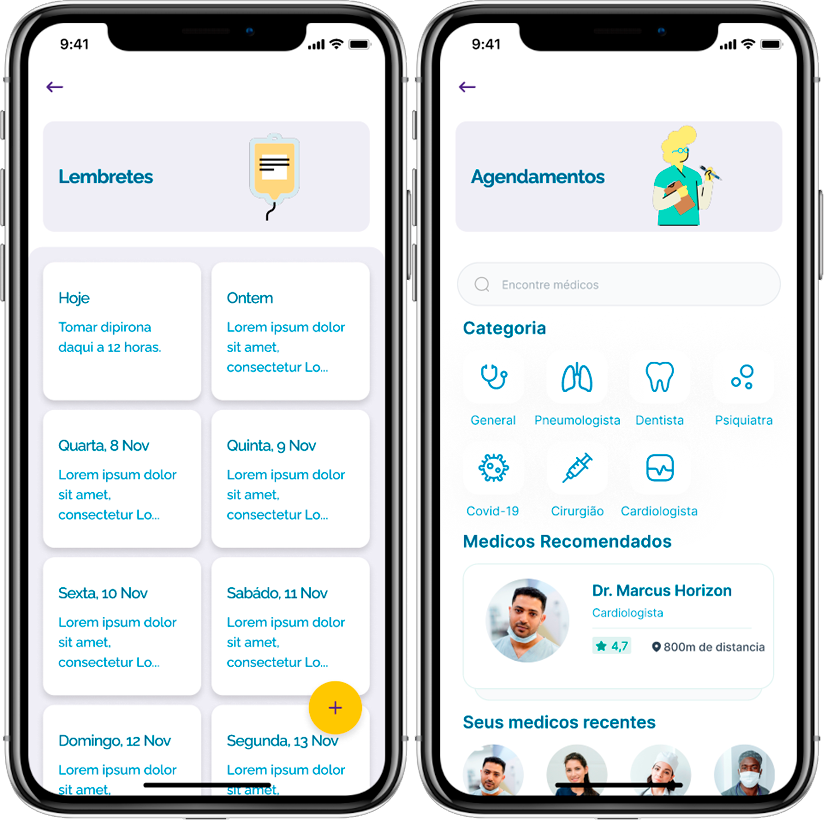 9:41
Lembretes
Hoje
Tomar dipirona
daqui a 12 horas.
Ontem
Lorem ipsum dolor
sit amet,
consectetur Lo...
Quarta, 8 Nov
Lorem ipsum dolor
sit amet,
consectetur Lo...
Quinta, 9 Nov
Lorem ipsum dolor
sit amet,
consectetur Lo...
Sexta, 10 Nov
Lorem ipsum dolor
sit amet,
consectetur Lo...
Sabádo, 11 Nov
Lorem ipsum dolor
sit amet,
consectetur Lo...
+
Domingo, 12 Nov
Lorem ipsum dolor
sit amet,
Segunda, 13 Nov
Lorem ipsum dolor
sit amet,
9:41
Agendamentos
Encontre médicos
Categoria
General
Pneumologista
Dentista
Psiquiatra
Covid-19
Cirurgião
Cardiologista
Medicos Recomendados
Dr. Marcus Horizon
Cardiologista
4,7
800m de distancia
Seus medicos recentes